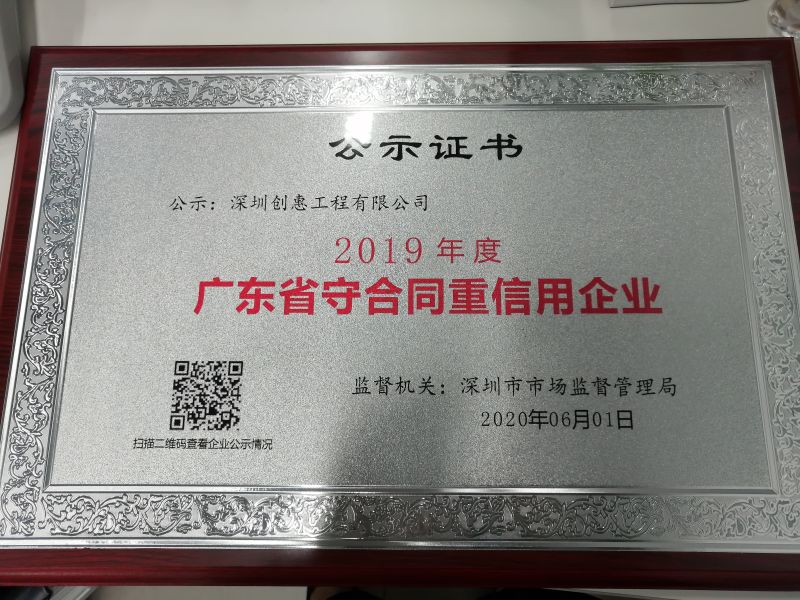 公示证书
公示：深圳创惠工程有限公司
2019年度
广东省守合同重信用企业
监督机关：深圳市市场监督管理局
2020年06月01日
扫描二维码查看企业公示情况